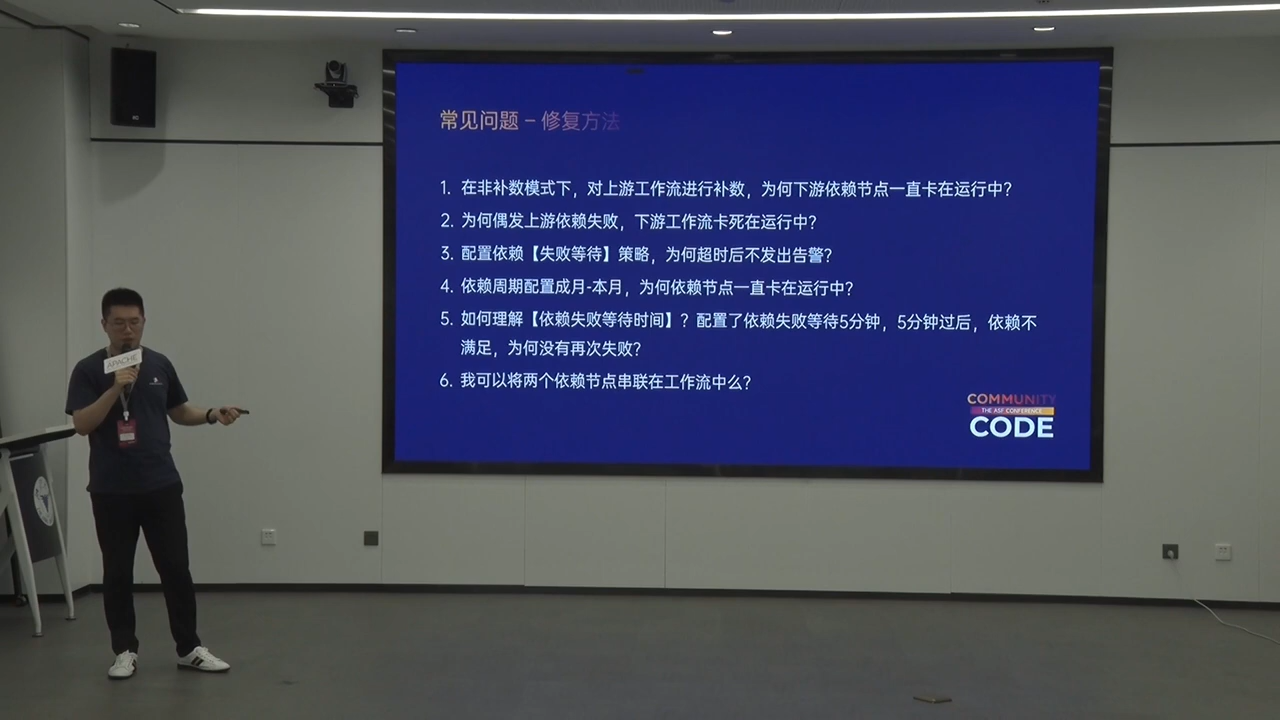 常见问题 – 修复方法
1. 在非补数模式下，对上游工作流进行补数，为何下游依赖节点一直卡在运行中？
2. 为何偶发上游依赖失败，下游工作流卡死在运行中？
3. 配置依赖【失败等待】策略，为何超时后不发出告警？
4. 依赖周期配置成月-本月，为何依赖节点一直卡在运行中？
5. 如何理解【依赖失败等待时间】？配置了依赖失败等待5分钟，5分钟过后，依赖不
满足，为何没有再次失败？
6. 我可以将两个依赖节点串联在工作流中么？
COMMUNITY
THE ASF CONFERENCE
CODE
APACHE